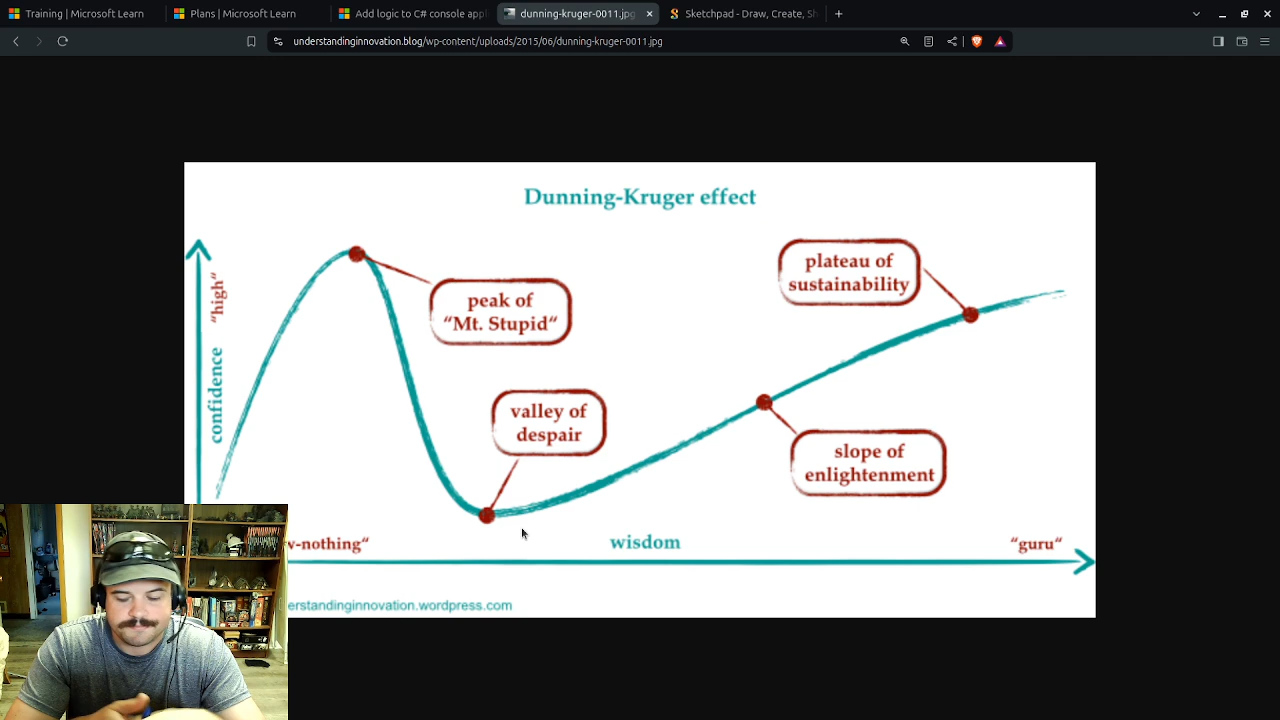 Training | Microsoft Learn
Plans | Microsoft Learn
Add logic to C# console appl
dunning-kruger-0011.jpg
Sketchpad - Draw, Create, Sh
understandinginnovation.blog/wp-content/uploads/2015/06/dunning-kruger-0011.jpg
Dunning-Kruger effect
"high"
confidence
peak of
"Mt. Stupid"
valley of
despair
plateau of
sustainability
slope of
enlightenment
w-nothing"
wisdom
"guru"
erstandinginnovation.wordpress.com